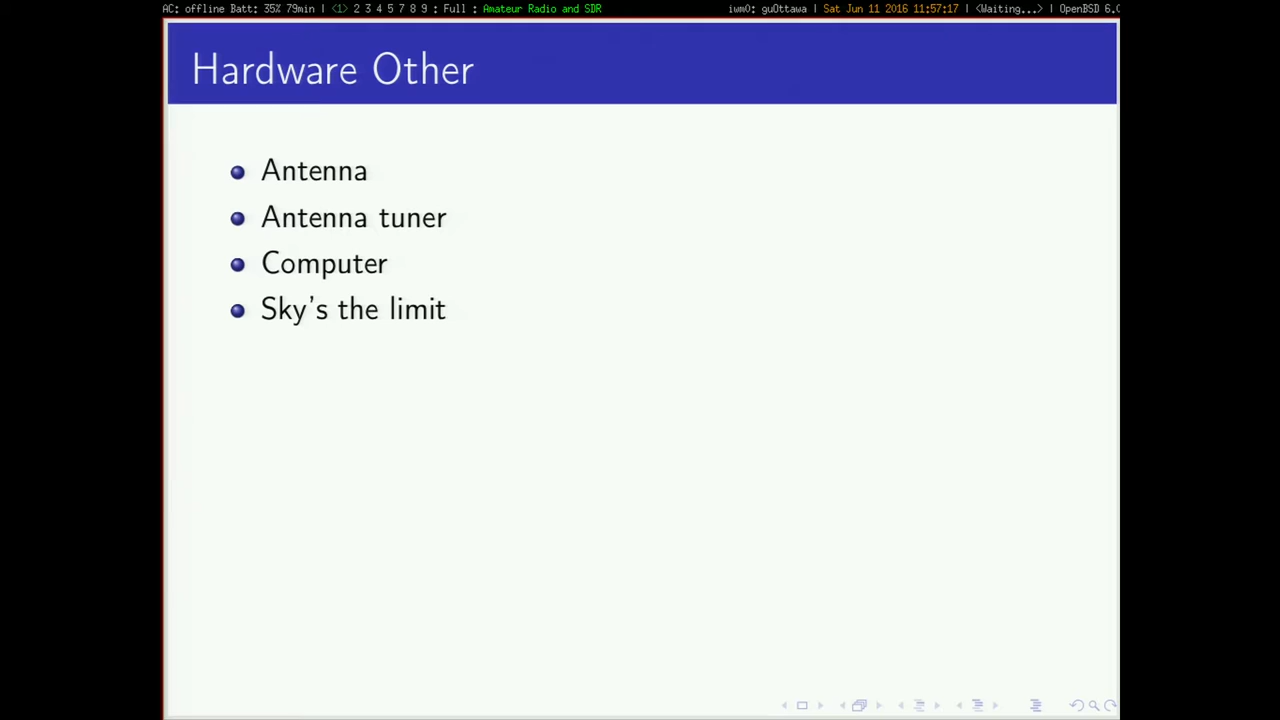 AC: offline Batt: 35% 79min | <1> 2 3 4 5 7 8 9 : Full : Amateur Radio and SDR iwm0: guOttawa | Sat Jun 11 2016 11:57:17 | <Waiting...> | OpenBSD 6.
Hardware Other
Antenna
Antenna tuner
Computer
Sky's the limit